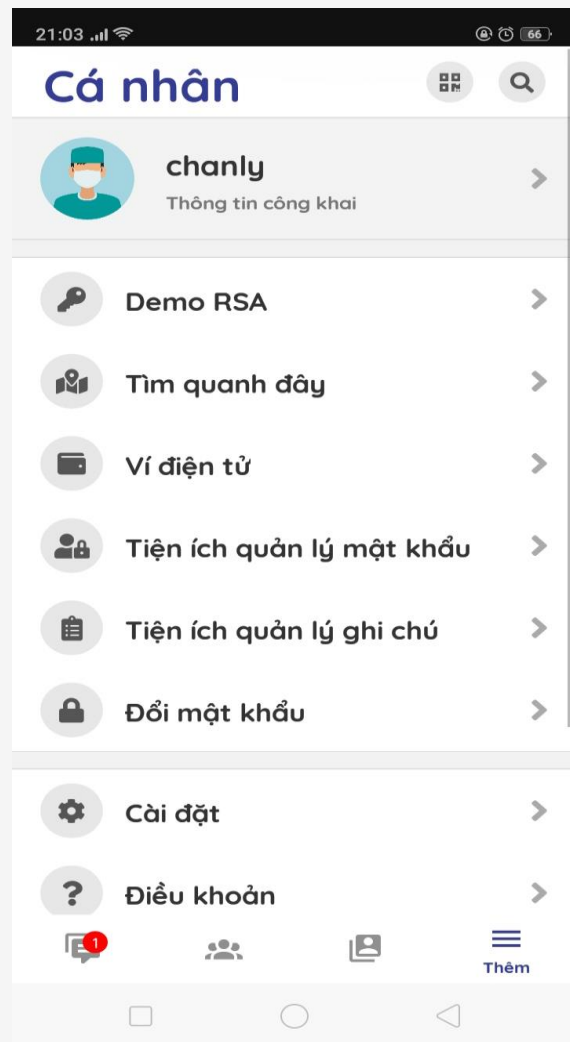 21:03
66
Cá nhân
chanly
Thông tin công khai
Demo RSA
Tìm quanh đây
Ví điện tử
Tiện ích quản lý mật khẩu
Tiện ích quản lý ghi chú
Đổi mật khẩu
Cài đặt
Điều khoản
1
Thêm